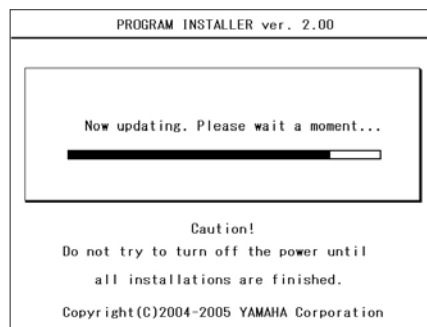 PROGRAM INSTALLER ver. 2.00
Now updating. Please wait a moment...
Caution!
Do not try to turn off the power until
all installations are finished.
Copyright(C)2004-2005 YAMAHA Corporation